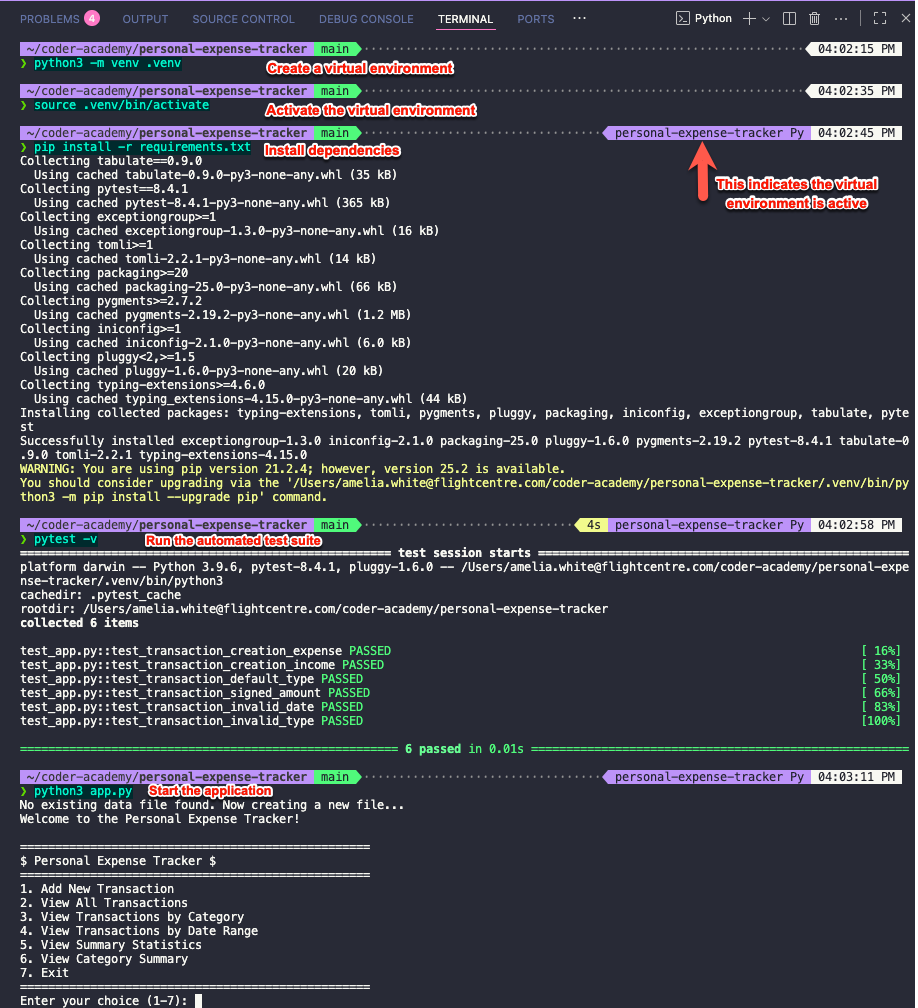 PROBLEMS 4 OUTPUT SOURCE CONTROL DEBUG CONSOLE TERMINAL PORTS ··· Python ···
~/coder-academy/personal-expense-tracker main 04:02:15 PM
❯ python3 -m venv .venv Create a virtual environment
~/coder-academy/personal-expense-tracker main 04:02:35 PM
❯ source .venv/bin/activate Activate the virtual environment
~/coder-academy/personal-expense-tracker main personal-expense-tracker Py 04:02:45 PM
❯ pip install -r requirements.txt Install dependencies
Collecting tabulate==0.9.0
Using cached tabulate-0.9.0-py3-none-any.whl (35 kB)
This indicates the virtual
environment is active
Collecting pytest==8.4.1
Using cached pytest-8.4.1-py3-none-any.whl (365 kB)
Collecting exceptiongroup>=1
Using cached exceptiongroup-1.3.0-py3-none-any.whl (16 kB)
Collecting tomli>=1
Using cached tomli-2.2.1-py3-none-any.whl (14 kB)
Collecting packaging>=20
Using cached packaging-25.0-py3-none-any.whl (66 kB)
Collecting pygments>=2.7.2
Using cached pygments-2.19.2-py3-none-any.whl (1.2 MB)
Collecting iniconfig>=1
Using cached iniconfig-2.1.0-py3-none-any.whl (6.0 kB)
Collecting pluggy<2,>=1.5
Using cached pluggy-1.6.0-py3-none-any.whl (20 kB)
Collecting typing-extensions>=4.6.0
Using cached typing_extensions-4.15.0-py3-none-any.whl (44 kB)
Installing collected packages: typing-extensions, tomli, pygments, pluggy, packaging, iniconfig, exceptiongroup, tabulate, pyte
st
Successfully installed exceptiongroup-1.3.0 iniconfig-2.1.0 packaging-25.0 pluggy-1.6.0 pygments-2.19.2 pytest-8.4.1 tabulate-0
.9.0 tomli-2.2.1 typing-extensions-4.15.0
WARNING: You are using pip version 21.2.4; however, version 25.2 is available.
You should consider upgrading via the '/Users/amelia.white@flightcentre.com/coder-academy/personal-expense-tracker/.venv/bin/py
thon3 -m pip install --upgrade pip' command.
~/coder-academy/personal-expense-tracker main 4s personal-expense-tracker Py 04:02:58 PM
❯ pytest -v Run the automated test suite
test session starts
platform darwin -- Python 3.9.6, pytest-8.4.1, pluggy-1.6.0 -- /Users/amelia.white@flightcentre.com/coder-academy/personal-expe
nse-tracker/.venv/bin/python3
cachedir: .pytest_cache
rootdir: /Users/amelia.white@flightcentre.com/coder-academy/personal-expense-tracker
collected 6 items
test_app.py::test_transaction_creation_expense PASSED [ 16%]
test_app.py::test_transaction_creation_income PASSED [ 33%]
test_app.py::test_transaction_default_type PASSED [ 50%]
test_app.py::test_transaction_signed_amount PASSED [ 66%]
test_app.py::test_transaction_invalid_date PASSED [ 83%]
test_app.py::test_transaction_invalid_type PASSED [100%]
6 passed in 0.01s
~/coder-academy/personal-expense-tracker main personal-expense-tracker Py 04:03:11 PM
❯ python3 app.py Start the application
No existing data file found. Now creating a new file...
Welcome to the Personal Expense Tracker!
==================================================
$ Personal Expense Tracker $
==================================================
1. Add New Transaction
2. View All Transactions
3. View Transactions by Category
4. View Transactions by Date Range
5. View Summary Statistics
6. View Category Summary
7. Exit
==================================================
Enter your choice (1-7):